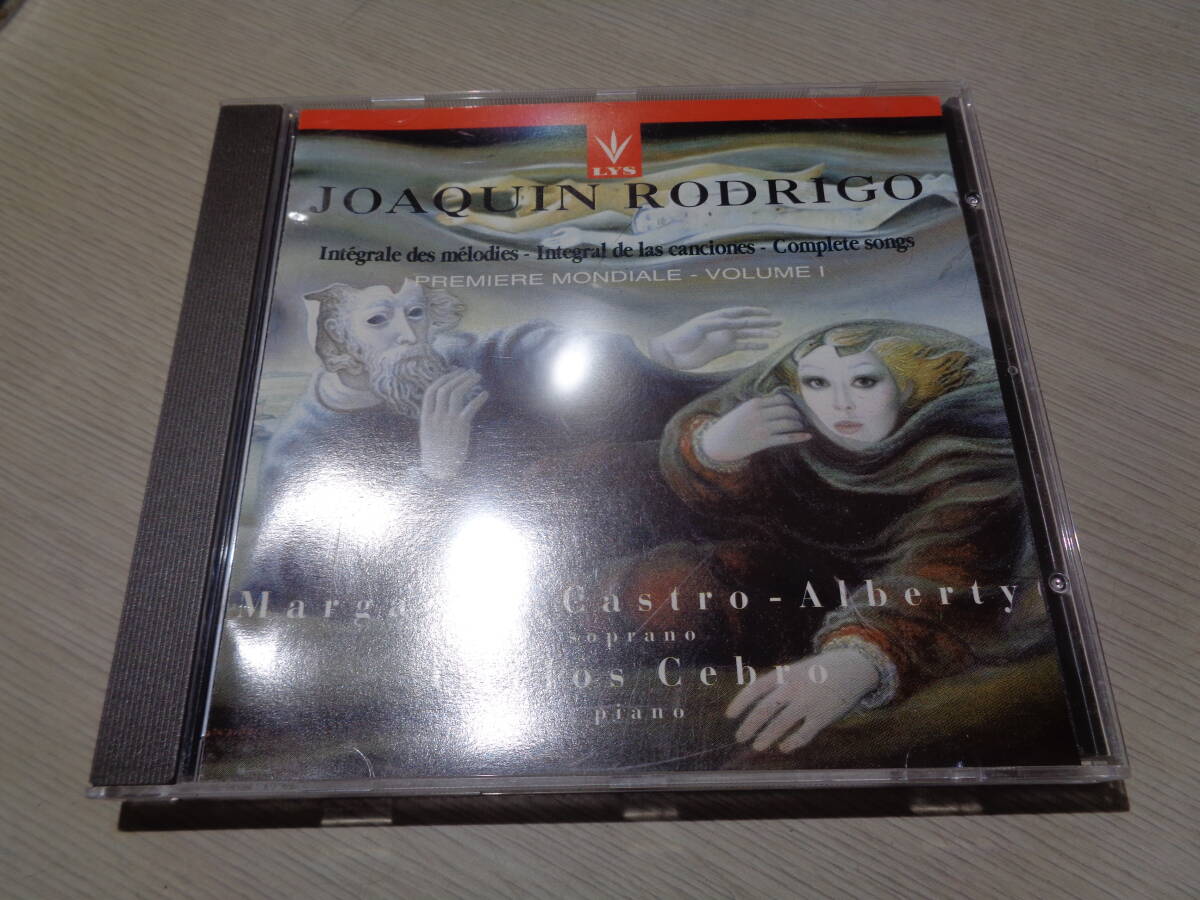 LYS
JOAQUIN RODRIGO
Intégrale des mélodies - Integral de las canciones - Complete songs
PREMIERE MONDIALE - VOLUME I
Castro-Alberty
soprano
Cebro
piano